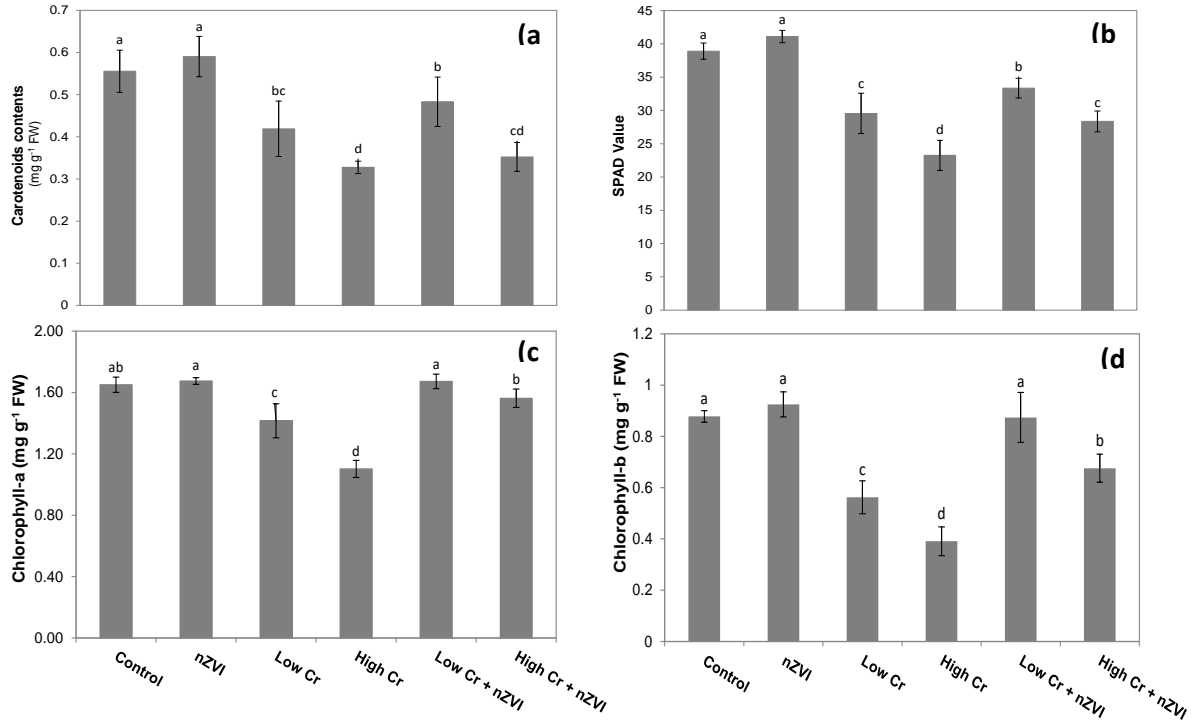 0.7
0.6
0.5
0.4
0.3
0.2
0.1
0
Carotenoids contents
(mg g⁻¹ FW)
a
a
bc
d
b
cd
(a
45
40
35
30
25
20
15
10
5
0
SPAD Value
a
a
c
d
b
c
(b
2.00
1.60
1.20
0.80
0.40
0.00
Chlorophyll-a (mg g⁻¹ FW)
ab
a
c
d
a
b
(c
Control
nZVI
Low Cr
High Cr
Low Cr + nZVI
High Cr + nZVI
1.2
1
0.8
0.6
0.4
0.2
0
Chlorophyll-b (mg g⁻¹ FW)
a
a
c
d
a
b
(d
Control
nZVI
Low Cr
High Cr
Low Cr + nZVI
High Cr + nZVI